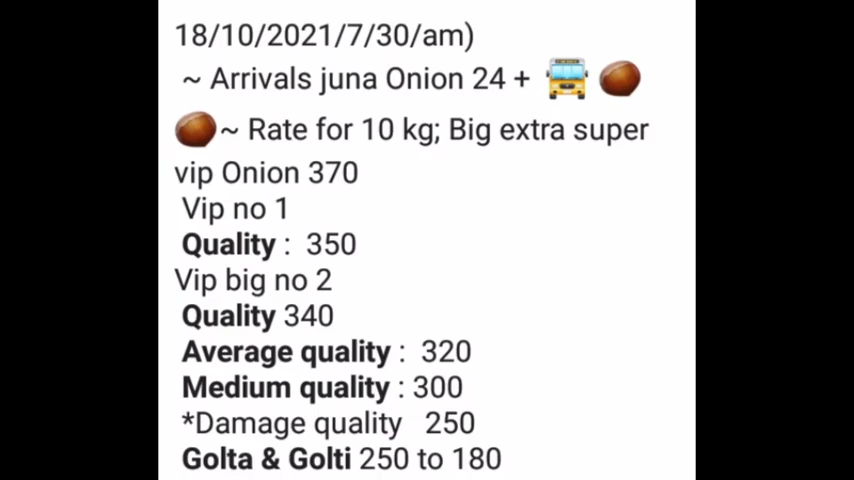 18/10/2021/7/30/am)
~ Arrivals juna Onion 24 + 🚌 🌰
🌰~ Rate for 10 kg; Big extra super
vip Onion 370
Vip no 1
Quality : 350
Vip big no 2
Quality 340
Average quality : 320
Medium quality : 300
*Damage quality 250
Golta & Golti 250 to 180